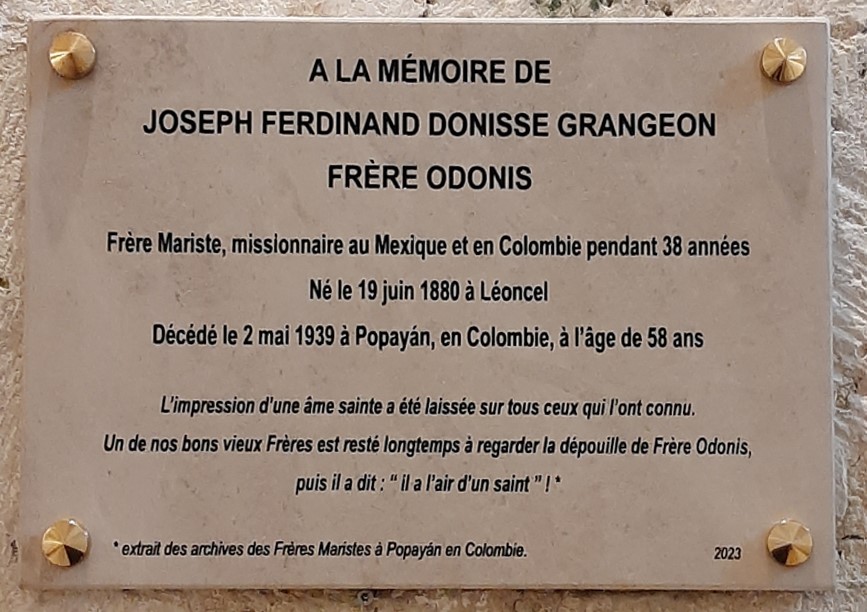 A LA MÉMOIRE DE
JOSEPH FERDINAND DONISSE GRANGEON
FRÈRE ODONIS
Frère Mariste, missionnaire au Mexique et en Colombie pendant 38 années
Né le 19 juin 1880 à Léoncel
Décédé le 2 mai 1939 à Popayán, en Colombie, à l'âge de 58 ans
L'impression d'une âme sainte a été laissée sur tous ceux qui l'ont connu.
Un de nos bons vieux Frères est resté longtemps à regarder la dépouille de Frère Odonis,
puis il a dit : “ il a l'air d'un saint ” ! *
* extrait des archives des Frères Maristes à Popayán en Colombie.
2023